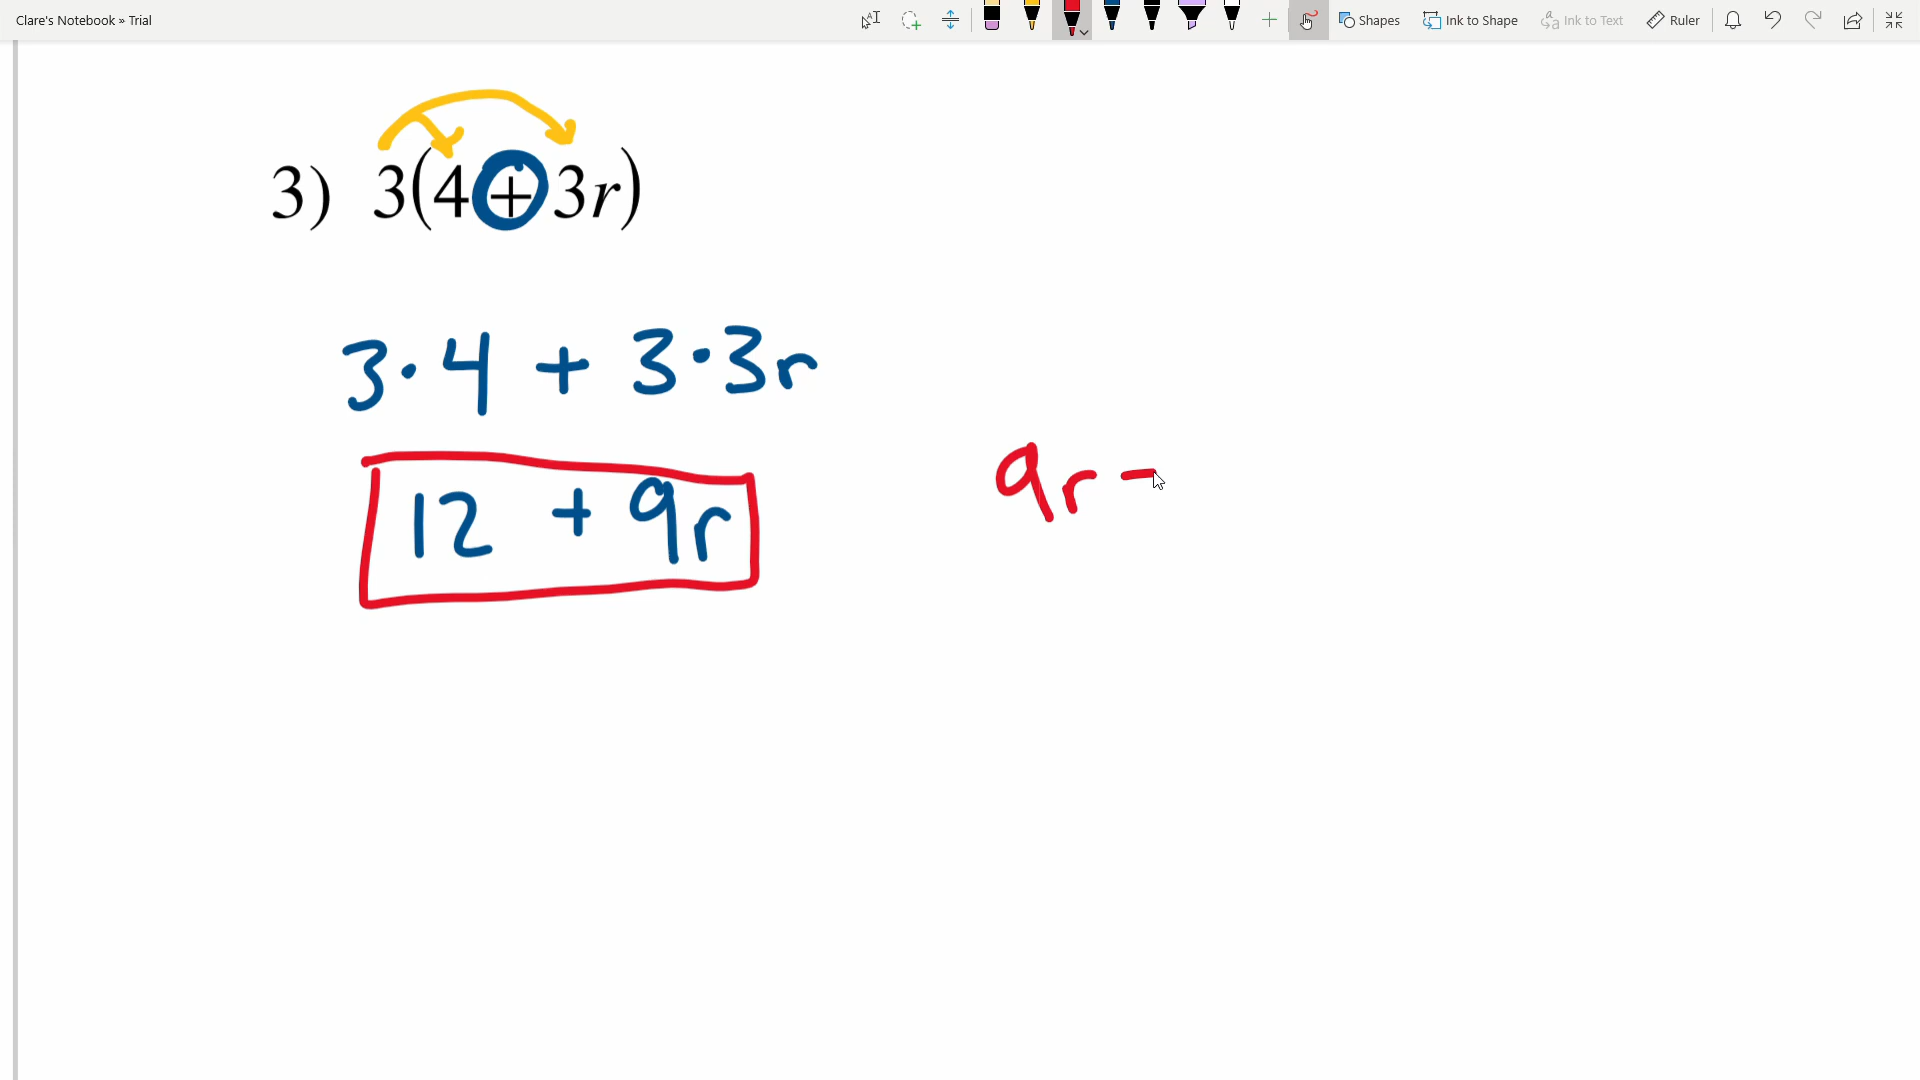 Clare's Notebook » Trial
Shapes
Ink to Shape
Ink to Text
Ruler
3) 3(4 + 3r)
3·4 + 3·3r
9r -
12 + 9r